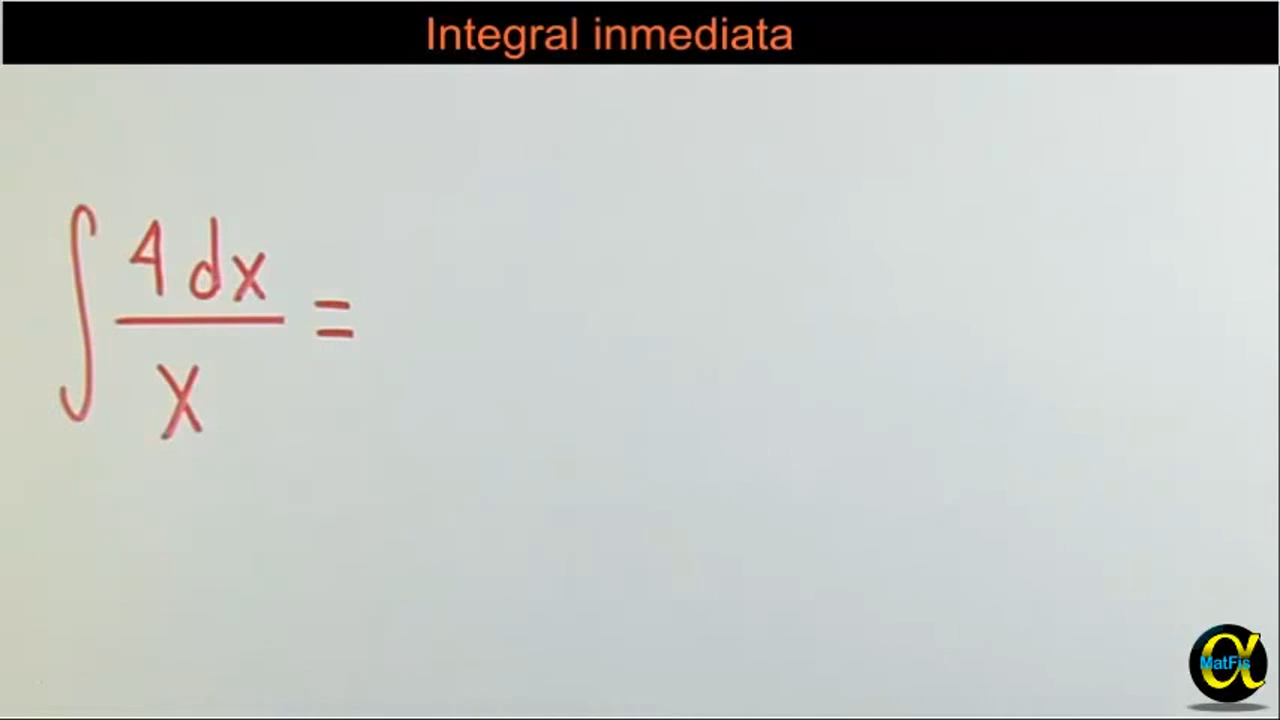 Integral inmediata
∫ 4 dx =
x
MatFis
α